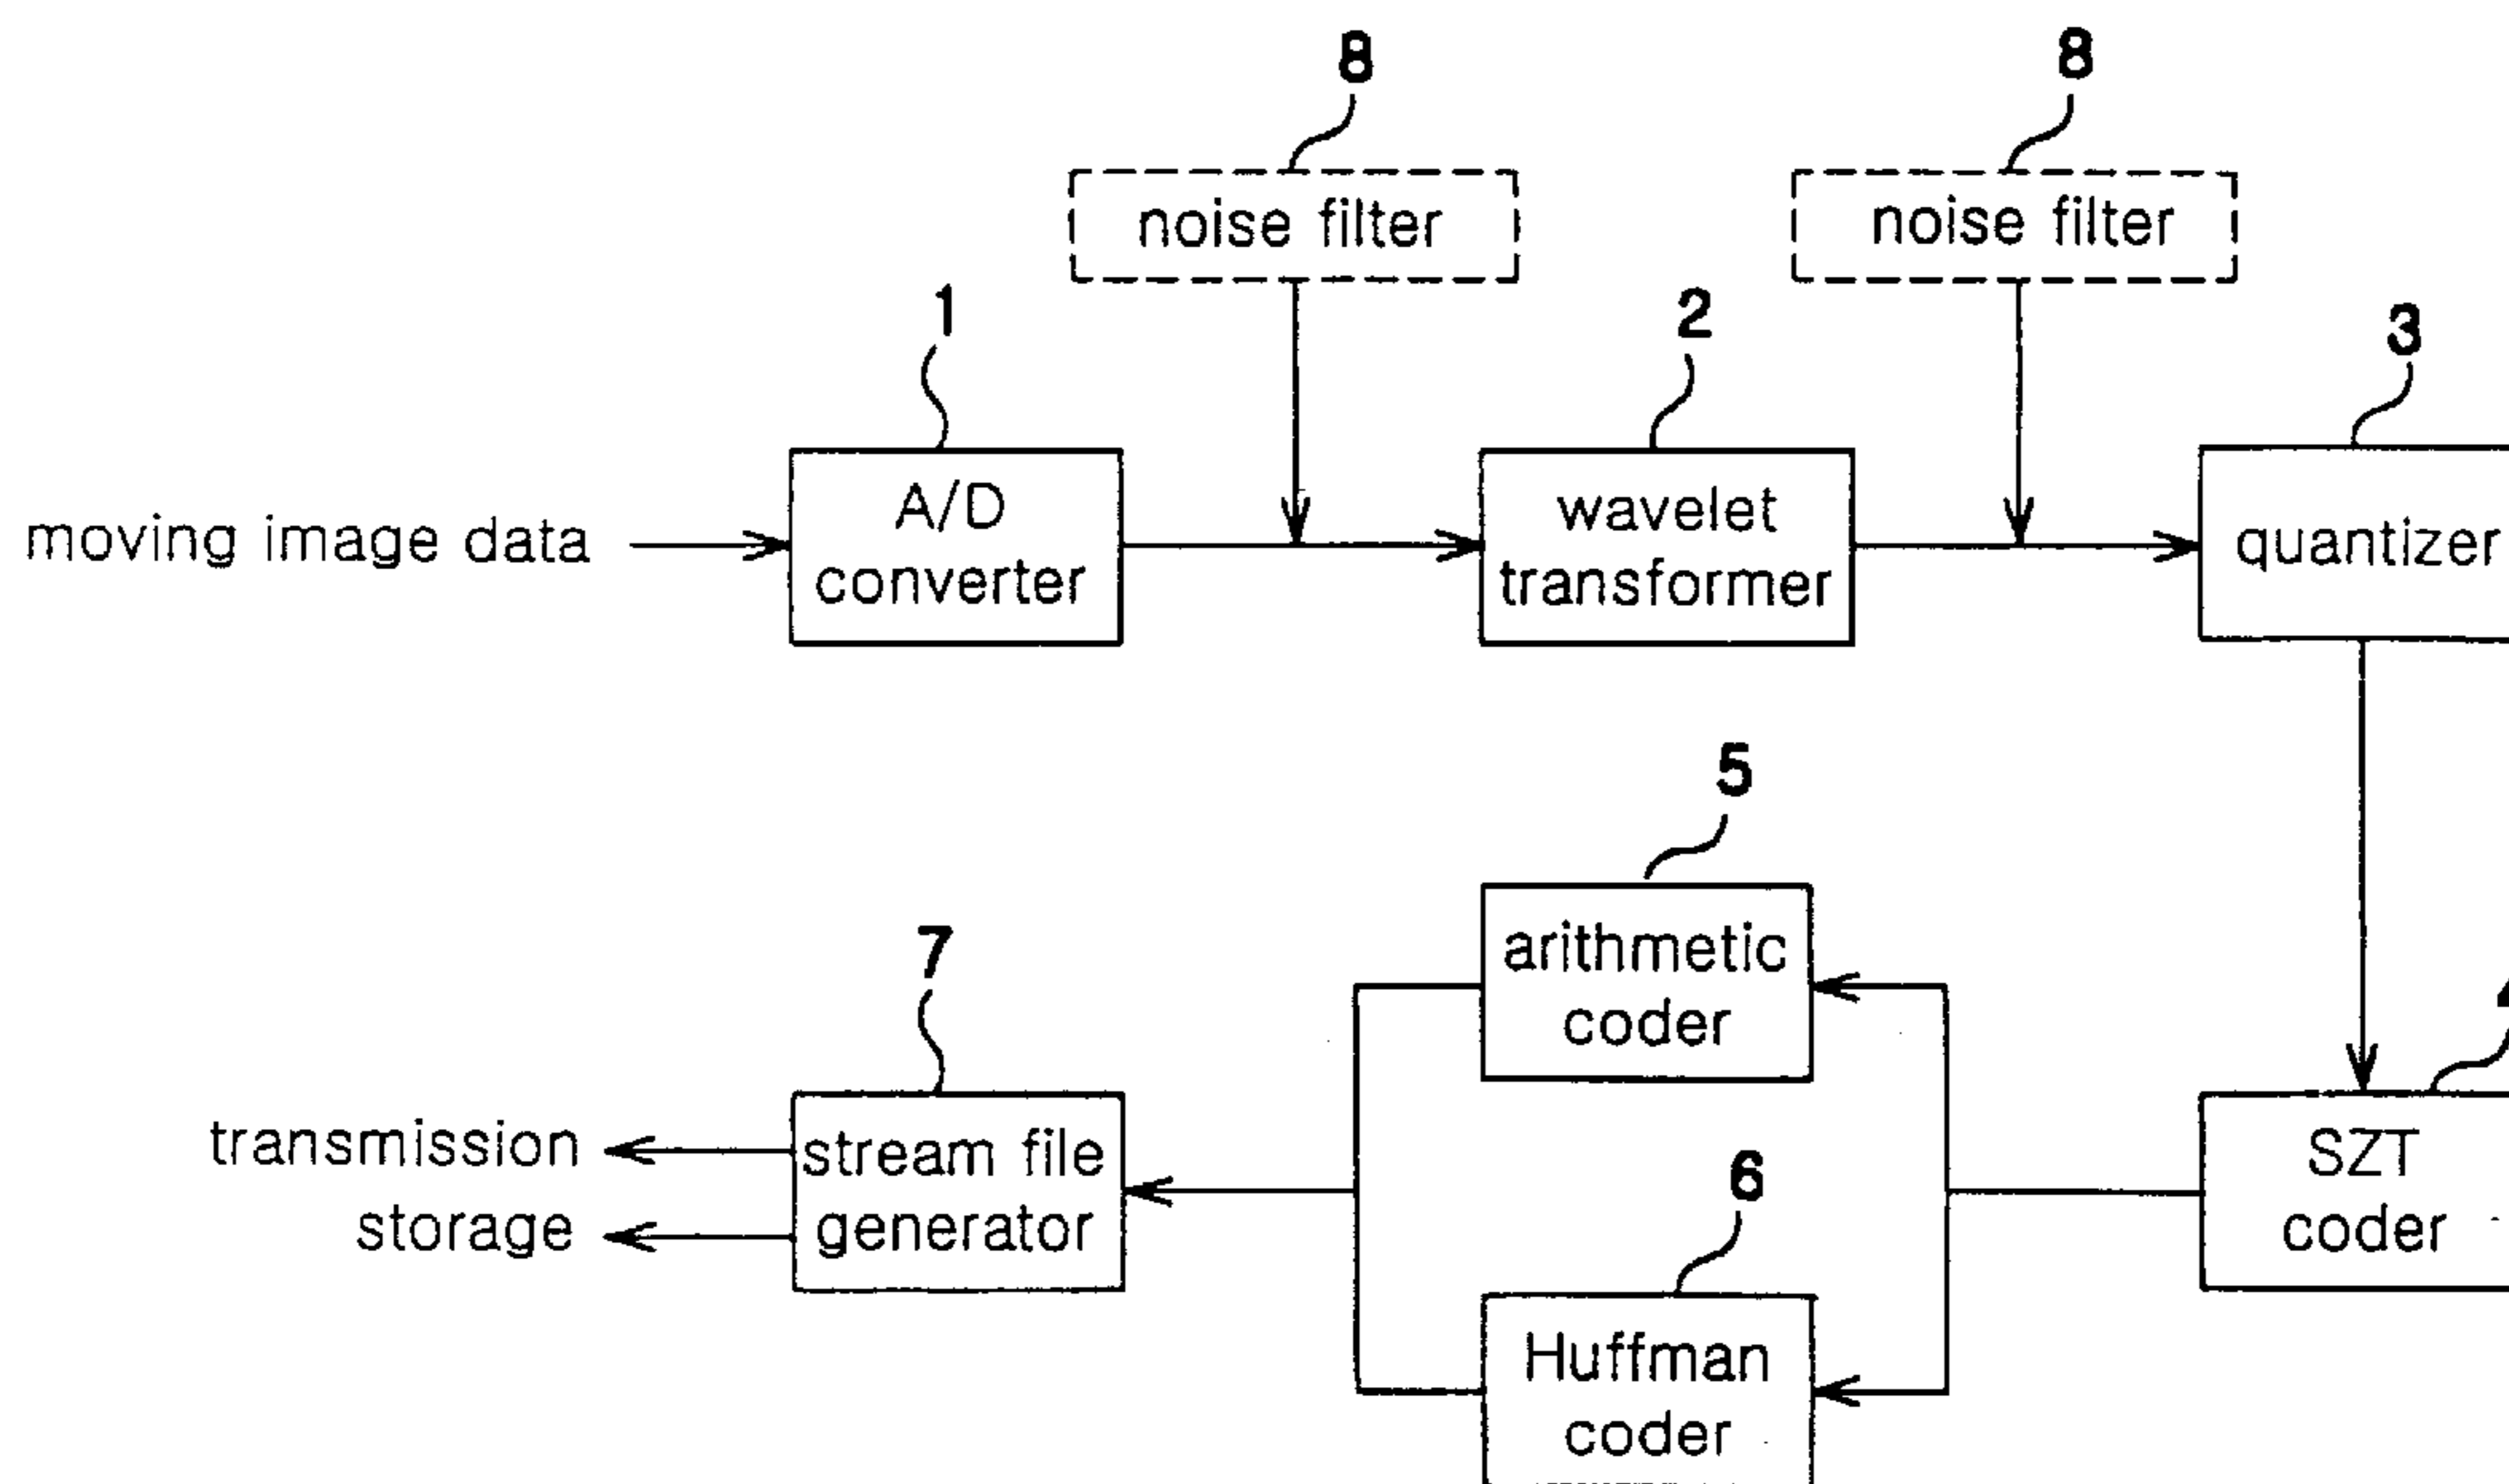 8
8
noise filter
noise filter
1
2
3
moving image data
A/D
converter
wavelet
transformer
quantizer
5
arithmetic
coder
7
4
transmission
storage
stream file
generator
6
SZT
coder
Huffman
coder